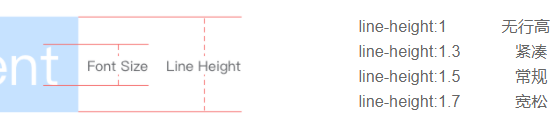 ent
Font Size
Line Height
line-height:1 无行高
line-height:1.3 紧凑
line-height:1.5 常规
line-height:1.7 宽松